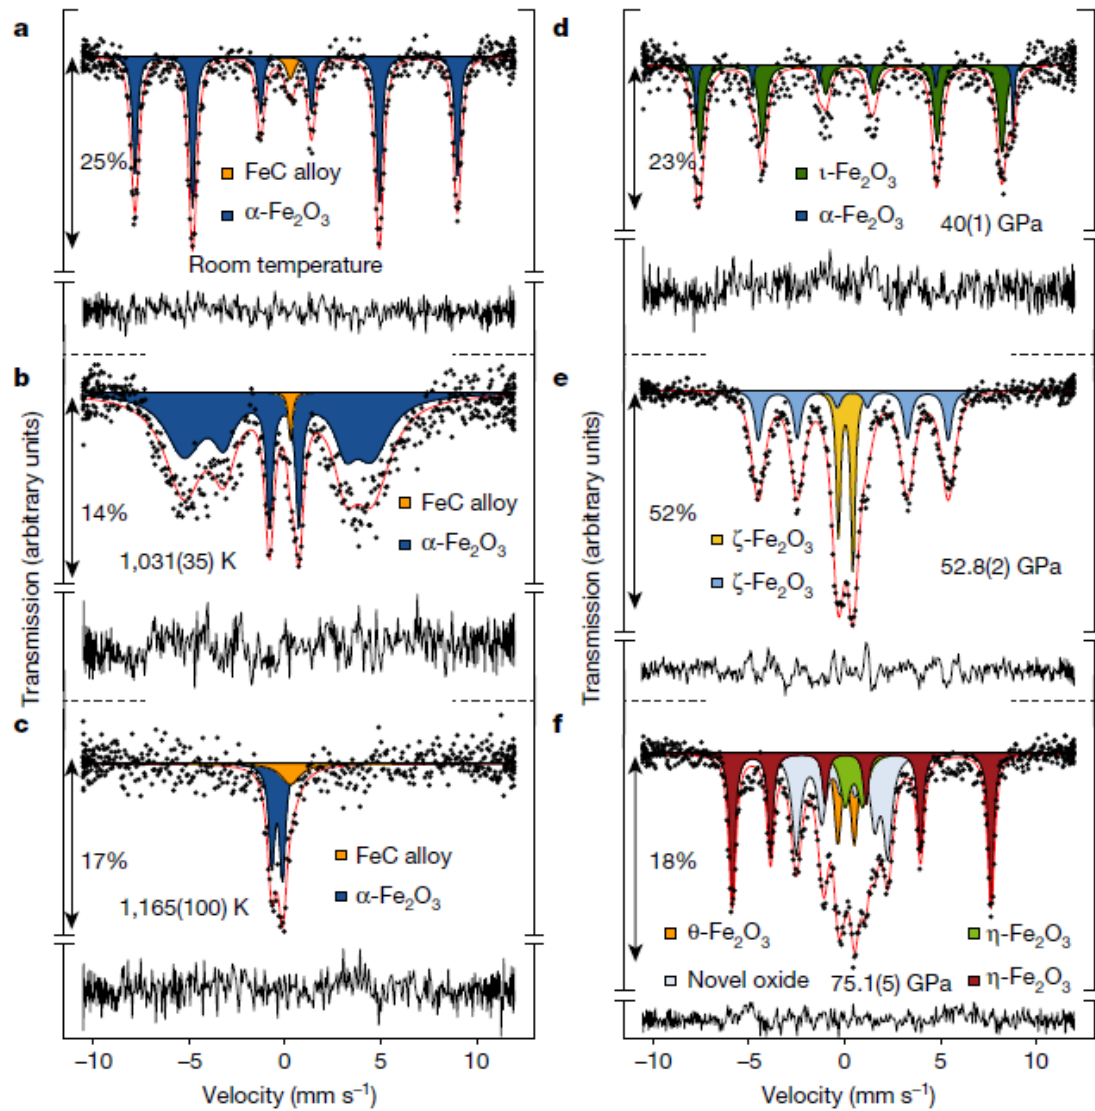 a
25%
FeC alloy
α-Fe₂O₃
Room temperature
b
14%
FeC alloy
α-Fe₂O₃
1,031(35) K
c
17%
FeC alloy
α-Fe₂O₃
1,165(100) K
Transmission (arbitrary units)
−10 −5 0 5 10
Velocity (mm s⁻¹)
d
23%
ι-Fe₂O₃
α-Fe₂O₃
40(1) GPa
e
52%
ζ-Fe₂O₃
ζ-Fe₂O₃
52.8(2) GPa
f
18%
θ-Fe₂O₃ η-Fe₂O₃
Novel oxide 75.1(5) GPa η-Fe₂O₃
Transmission (arbitrary units)
−10 −5 0 5 10
Velocity (mm s⁻¹)